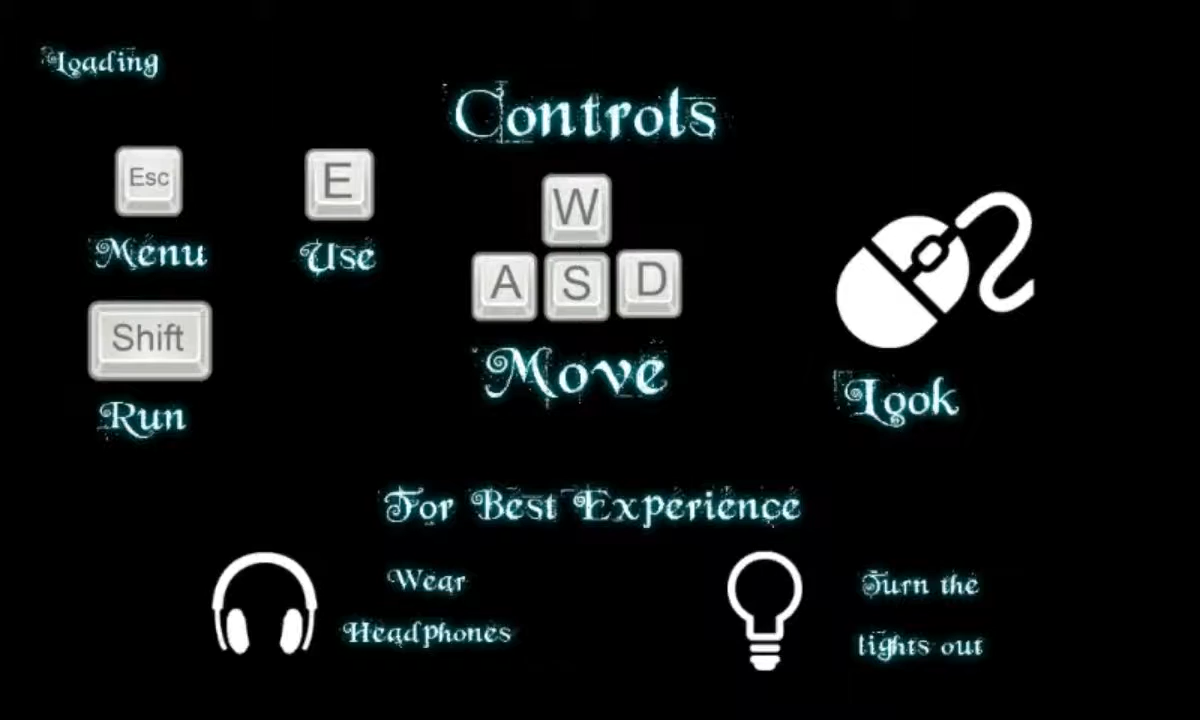 Loading
Controls
Esc
E
W
Menu
Use
A S D
Shift
Move
Run
Look
For Best Experience
Wear
Headphones
Turn the
lights out